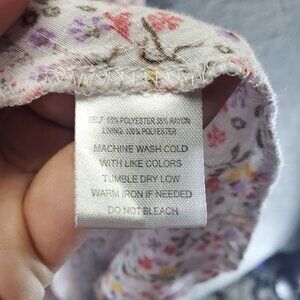 SELF: 65% POLYESTER 35% RAYON
LINING: 100% POLYESTER
MACHINE WASH COLD
WITH LIKE COLORS
TUMBLE DRY LOW
WARM IRON IF NEEDED
DO NOT BLEACH